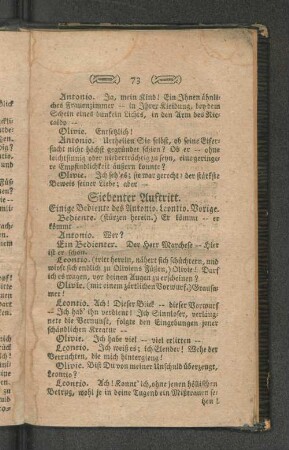 73
Antonio. Ja, mein Kind! Ein Ihnen ähnli-
ches Frauenzimmer — in Ihrer Kleidung, bey dem
Schein eines dunkeln Lichts, in den Arm des Ric-
caldo —
Olivie. Entsetzlich!
Antonio. Urtheilen Sie selbst, ob seine Eifer-
sucht nicht höchst gegründet schien? Ob er — ohne
leichtsinnig oder niederträchtig zu seyn, eine gering-
re Empfindlichkeit äußern konnte?
Olivie. Ich seh es; sie war gerecht: der stärkste
Beweis seiner Liebe; aber —
Siebenter Auftritt.
Einige Bediente des Antonio. Leontio. Vorige.
Bediente. (stürzen herein.) Er kömmt — er
kömmt —
Antonio. Wer?
Ein Bedienter. Der Herr Marchese — Hier
ist er schon.
Leontio. (tritt herein, nähert sich schüchtern, und
wirft sich endlich zu Füßen,) Olivie! Darf
ich es wagen, vor deinen Augen zu erscheinen?
Olivie. (mit einem zärtlichen Vorwurf.) Grausa-
mer!
Leontio. Ach! Dieser Blick — dieser Vorwurf
— Ich hab' ihn verdient! Ich Sinnloser, verläug-
nete die Vernunft, folgte den Eingebungen jener
schändlichen Kreatur —
Olivie. Ich habe viel — viel erlitten —
Leontio. Ich weiß es; ich Elender! Wehe der
Verruchten, die mich hintergieng!
Olivie. Bist Du von meiner Unschuld überzeugt,
Leontio?
Leontio. Ach! Konnt' ich, ohne jenen höllischen
Betrug, wohl je in deine Tugend ein Mißtrauen se-
tzen!